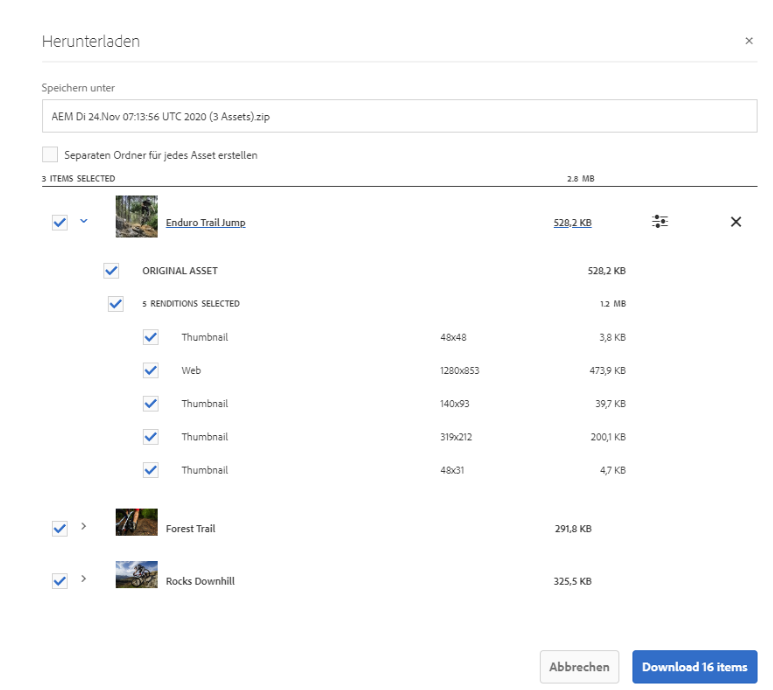 Herunterladen
Speichern unter
AEM Di 24.Nov 07:13:56 UTC 2020 (3 Assets).zip
Separaten Ordner für jedes Asset erstellen
3 ITEMS SELECTED 2.8 MB
Enduro Trail Jump 528,2 KB
ORIGINAL ASSET 528,2 KB
5 RENDITIONS SELECTED 1.2 MB
Thumbnail 48x48 3,8 KB
Web 1280x853 473,9 KB
Thumbnail 140x93 39,7 KB
Thumbnail 319x212 200,1 KB
Thumbnail 48x31 4,7 KB
Forest Trail 291,8 KB
Rocks Downhill 325,5 KB
Abbrechen Download 16 items